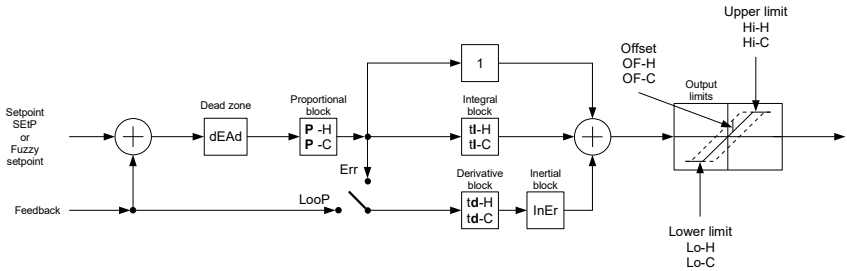 Upper limit
Hi-H
Hi-C
Offset
OF-H
OF-C
Output
limits
1
Setpoint
SEtP
or
Fuzzy
setpoint
Dead zone
dEAd
Proportional
block
P -H
P -C
Integral
block
tI-H
tI-C
Err
LooP
Derivative
block
td-H
td-C
Inertial
block
InEr
Feedback
Lower limit
Lo-H
Lo-C